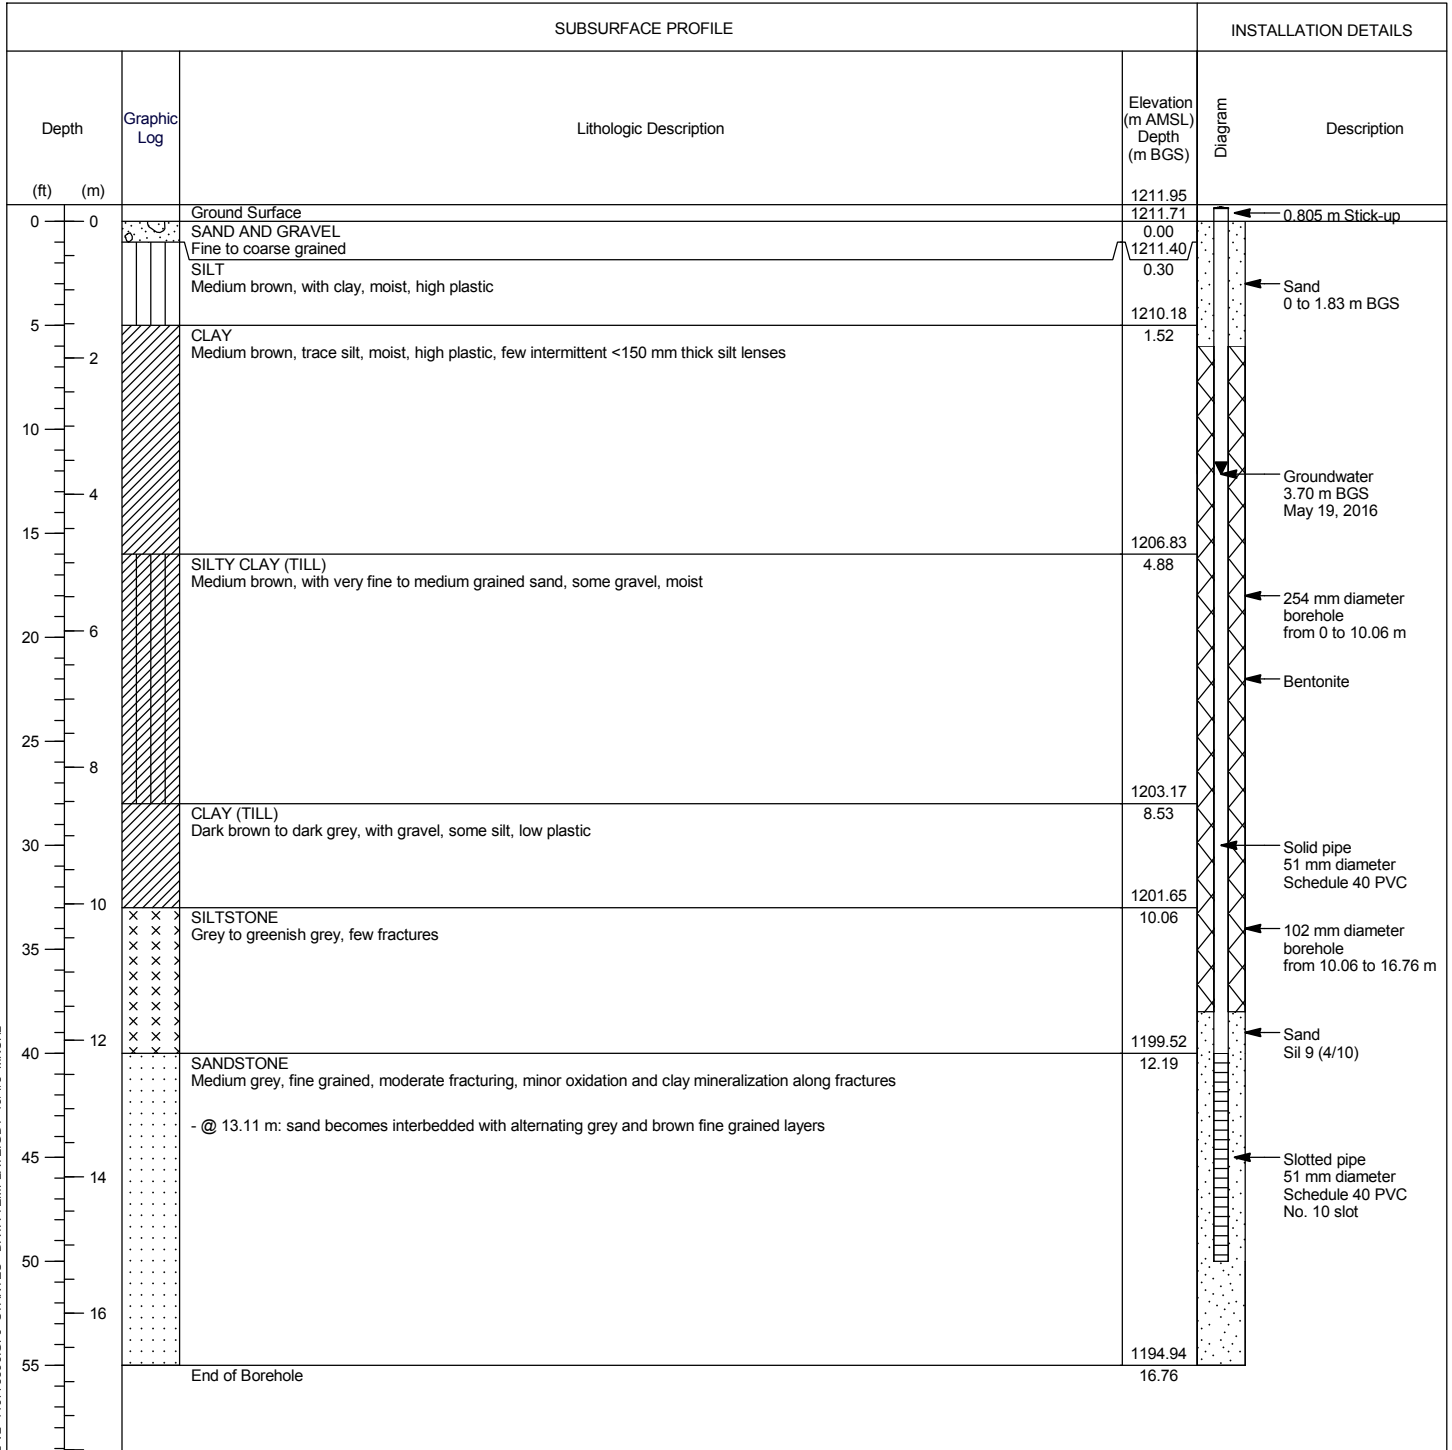 SUBSURFACE PROFILE
INSTALLATION DETAILS
Depth
(ft)
(m)
Graphic
Log
Lithologic Description
Elevation
(m AMSL)
Depth
(m BGS)
Diagram
Description
1211.95
Ground Surface
1211.71
0.805 m Stick-up
0
0
SAND AND GRAVEL
0.00
Fine to coarse grained
1211.40
SILT
0.30
Medium brown, with clay, moist, high plastic
Sand
0 to 1.83 m BGS
1210.18
5
CLAY
1.52
Medium brown, trace silt, moist, high plastic, few intermittent <150 mm thick silt lenses
2
10
Groundwater
3.70 m BGS
May 19, 2016
4
15
1206.83
SILTY CLAY (TILL)
4.88
Medium brown, with very fine to medium grained sand, some gravel, moist
254 mm diameter
borehole
from 0 to 10.06 m
20
6
Bentonite
25
8
1203.17
CLAY (TILL)
8.53
Dark brown to dark grey, with gravel, some silt, low plastic
30
Solid pipe
51 mm diameter
Schedule 40 PVC
1201.65
10
SILTSTONE
10.06
Grey to greenish grey, few fractures
102 mm diameter
borehole
from 10.06 to 16.76 m
35
Sand
Sil 9 (4/10)
1199.52
12
40
SANDSTONE
12.19
Medium grey, fine grained, moderate fracturing, minor oxidation and clay mineralization along fractures
- @ 13.11 m: sand becomes interbedded with alternating grey and brown fine grained layers
45
14
Slotted pipe
51 mm diameter
Schedule 40 PVC
No. 10 slot
50
16
1194.94
55
End of Borehole
16.76